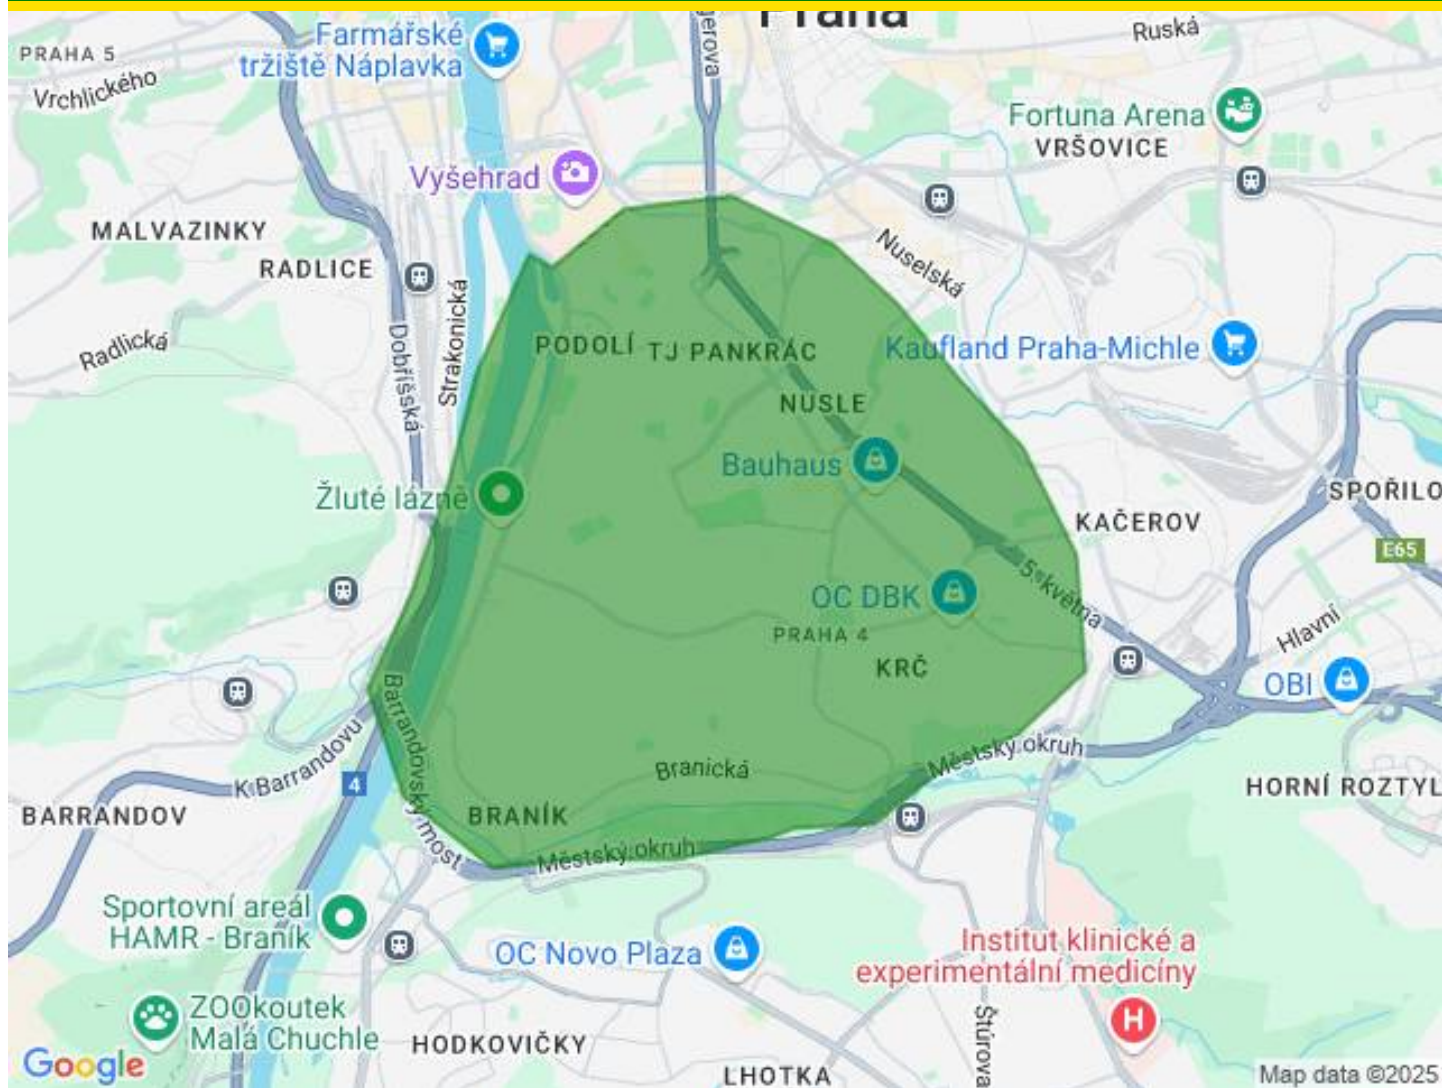 Praha
PRAHA 5
Vrchlického
Farmářské
tržiště Náplavka
Ruská
Fortuna Arena
VRŠOVICE
Vyšehrad
MALVAZINKY
RADLICE
Nuselská
Strakonická
Radlická
Dobříšská
PODOLÍ
TJ PANKRÁC
Kaufland Praha-Michle
NUSLE
Bauhaus
Žluté lázně
SPOŘILO
KAČEROV
E65
5. května
OC DBK
PRAHA 4
KRČ
Hlavní
OBI
Barrandovský most
K Barrandovu
4
Městský okruh
Branická
HORNÍ ROZTYL
BARRANDOV
BRANÍK
Městský okruh
Sportovní areál
HAMR - Braník
OC Novo Plaza
Institut klinické a
experimentální medicíny
H
ZOOkoutek
Malá Chuchle
HODKOVIČKY
Štúrova
LHOTKA
Google
Map data ©2025